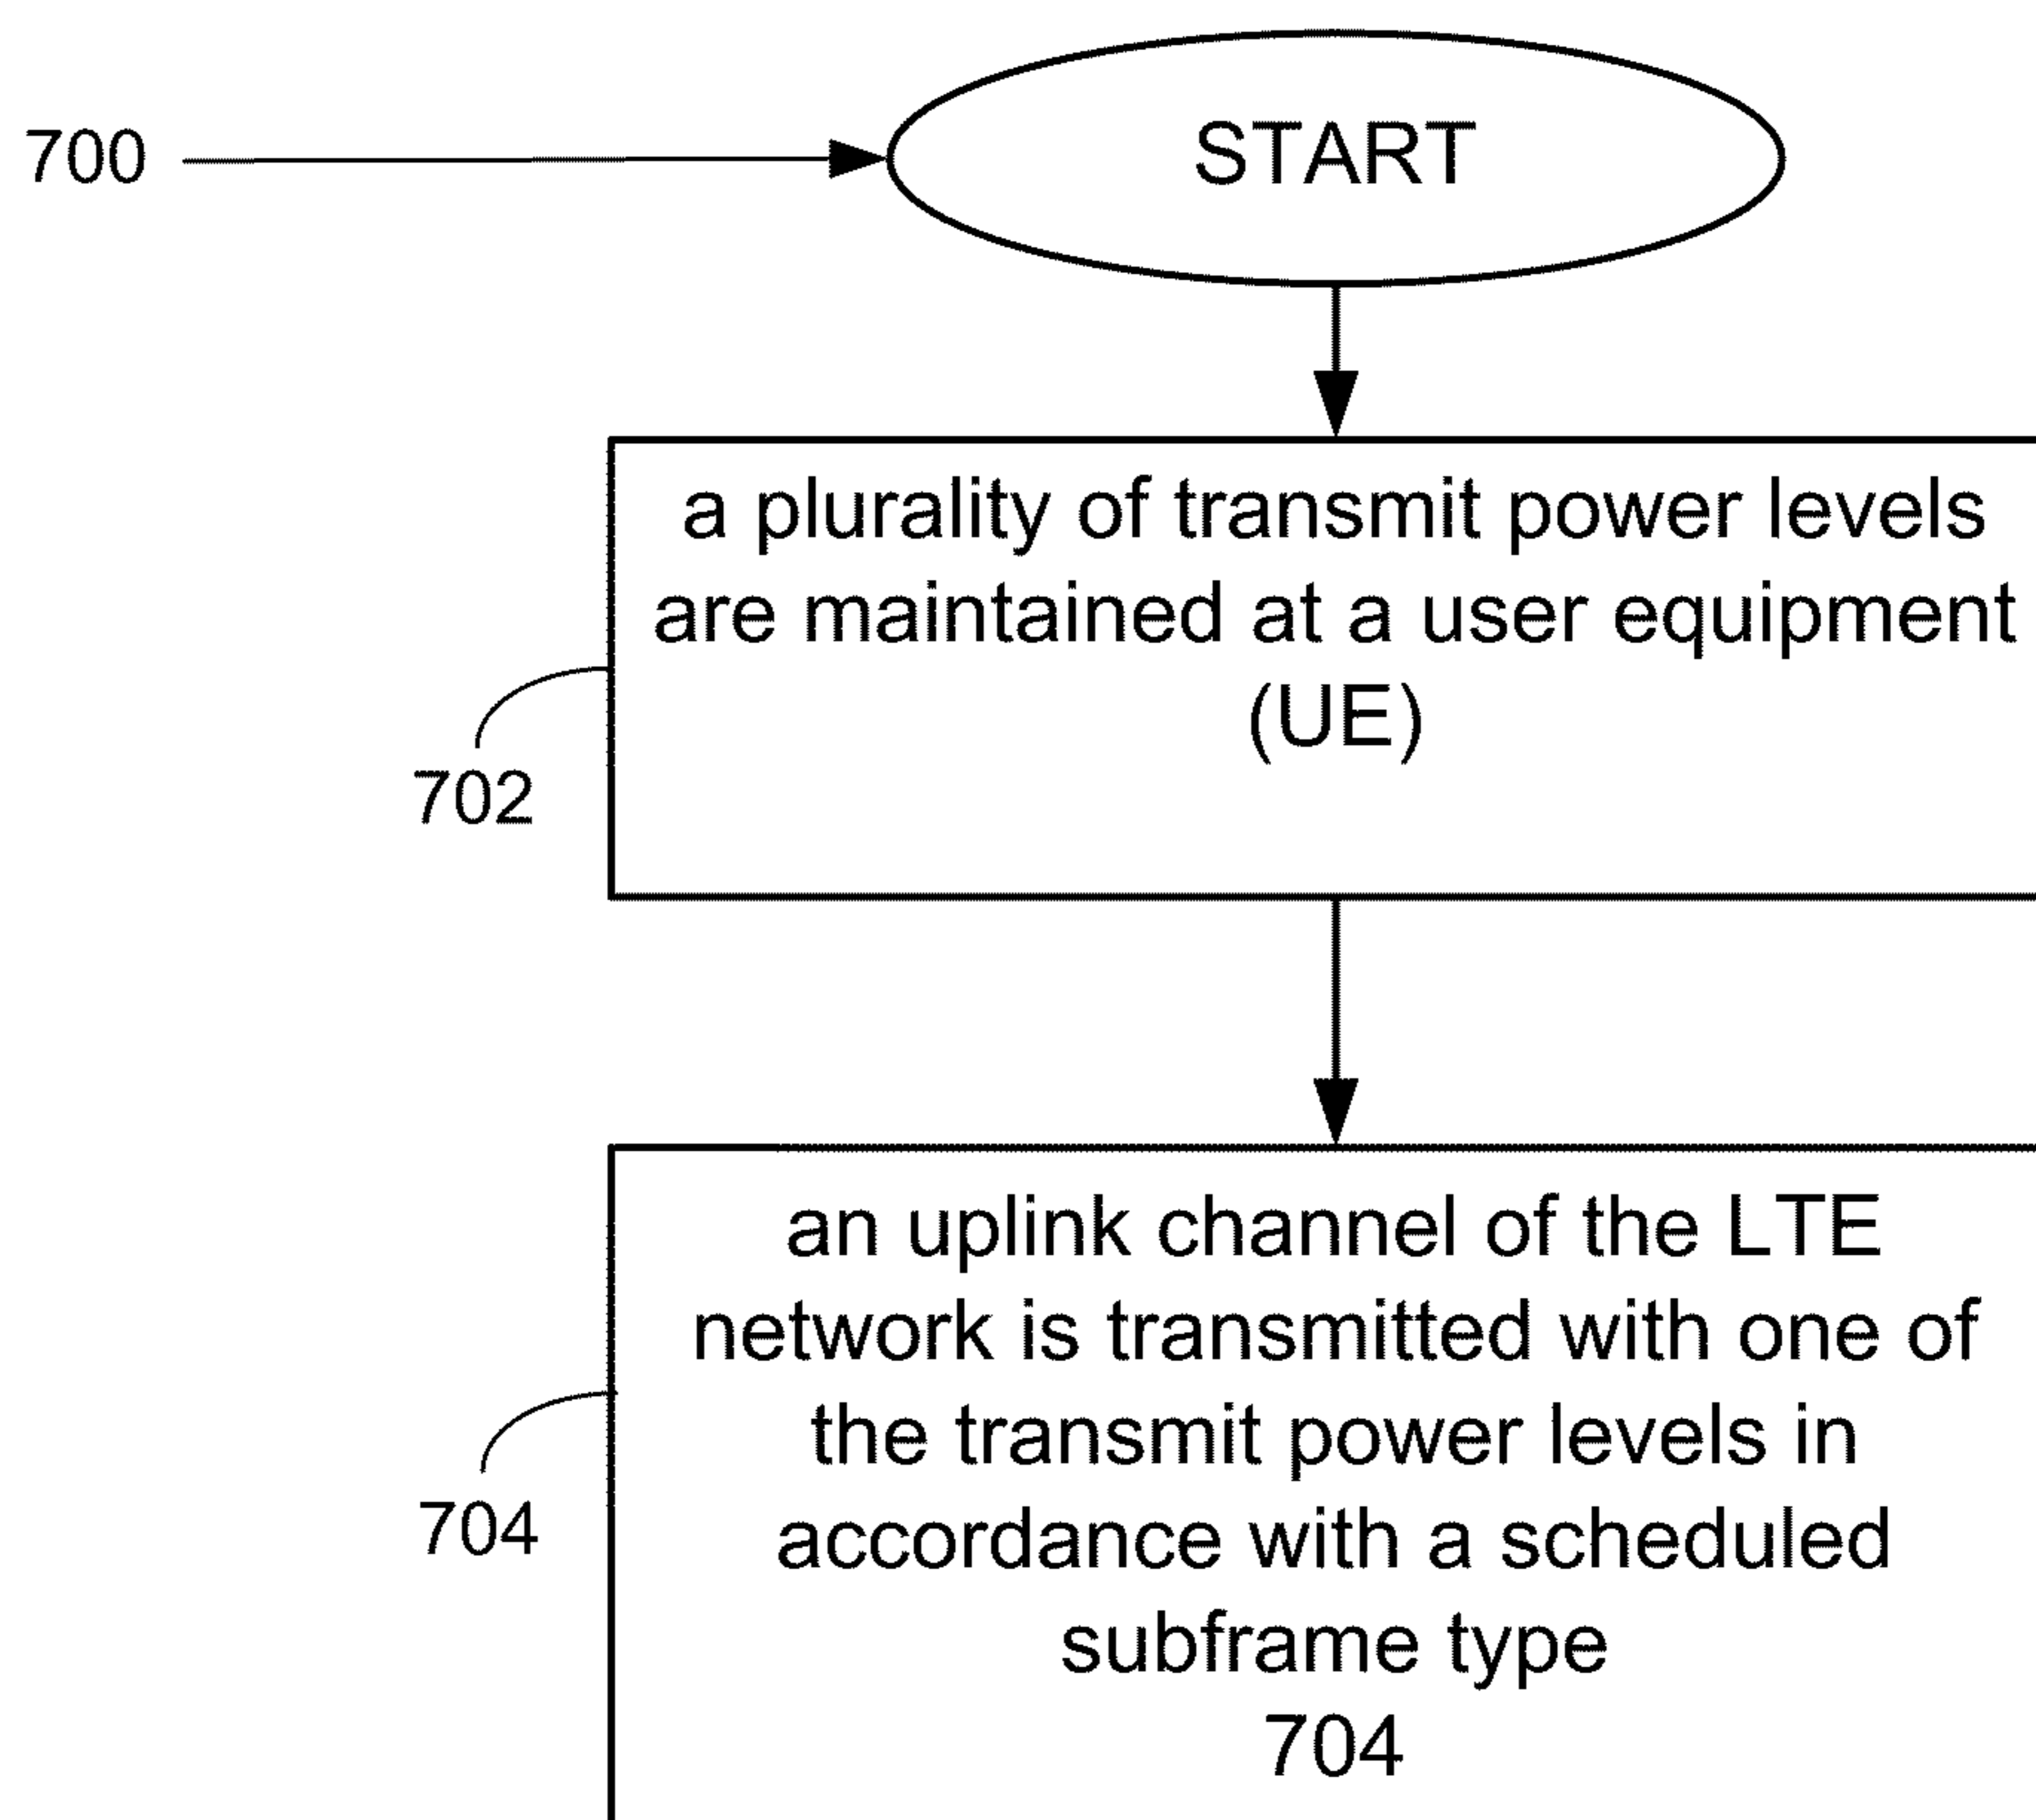 700
START
a plurality of transmit power levels
are maintained at a user equipment
(UE)
702
an uplink channel of the LTE
network is transmitted with one of
the transmit power levels in
accordance with a scheduled
subframe type
704
704